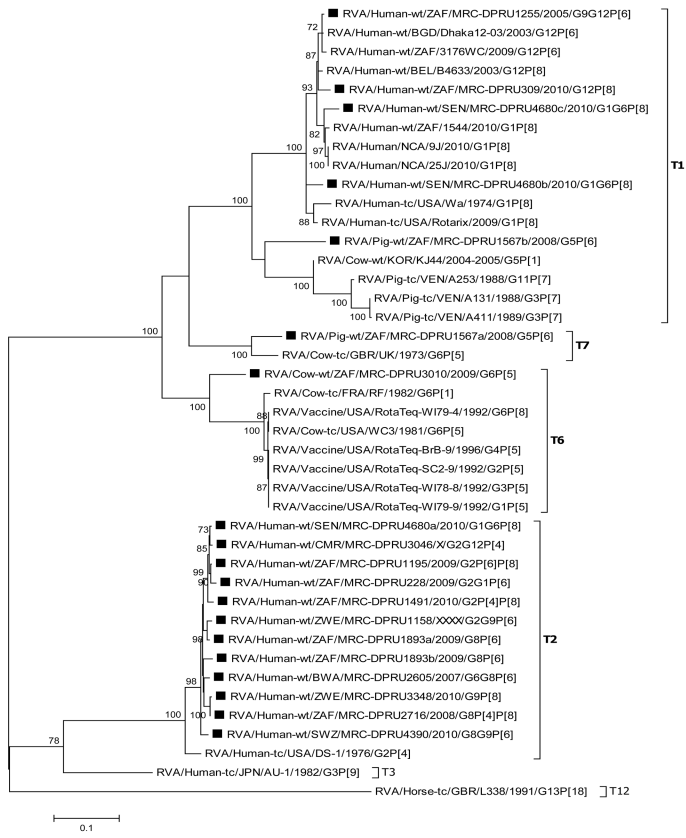 RVA/Human-wt/ZAF/MRC-DPRU1255/2005/G9G12P[6]
72
RVA/Human-wt/BGD/Dhaka12-03/2003/G12P[6]
RVA/Human-wt/ZAF/3176WC/2009/G12P[6]
87
RVA/Human-wt/BEL/B4633/2003/G12P[8]
93
RVA/Human-wt/ZAF/MRC-DPRU309/2010/G12P[8]
RVA/Human-wt/SEN/MRC-DPRU4680c/2010/G1G6P[8]
82
RVA/Human-wt/ZAF/1544/2010/G1P[8]
97
RVA/Human/NCA/9J/2010/G1P[8]
100
100
RVA/Human/NCA/25J/2010/G1P[8]
T1
RVA/Human-wt/SEN/MRC-DPRU4680b/2010/G1G6P[8]
100
RVA/Human-tc/USA/Wa/1974/G1P[8]
88
RVA/Human-tc/USA/Rotarix/2009/G1P[8]
RVA/Pig-wt/ZAF/MRC-DPRU1567b/2008/G5P[6]
RVA/Cow-wt/KOR/KJ44/2004-2005/G5P[1]
100
RVA/Pig-tc/VEN/A253/1988/G11P[7]
100
RVA/Pig-tc/VEN/A131/1988/G3P[7]
100
RVA/Pig-tc/VEN/A411/1989/G3P[7]
100
RVA/Pig-wt/ZAF/MRC-DPRU1567a/2008/G5P[6]
T7
100
RVA/Cow-tc/GBR/UK/1973/G6P[5]
RVA/Cow-wt/ZAF/MRC-DPRU3010/2009/G6P[5]
100
RVA/Cow-tc/FRA/RF/1982/G6P[1]
88
RVA/Vaccine/USA/RotaTeq-WI79-4/1992/G6P[8]
100
RVA/Cow-tc/USA/WC3/1981/G6P[5]
T6
99
RVA/Vaccine/USA/RotaTeq-BrB-9/1996/G4P[5]
RVA/Vaccine/USA/RotaTeq-SC2-9/1992/G2P[5]
87
RVA/Vaccine/USA/RotaTeq-WI78-8/1992/G3P[5]
RVA/Vaccine/USA/RotaTeq-WI79-9/1992/G1P[5]
73
RVA/Human-wt/SEN/MRC-DPRU4680a/2010/G1G6P[8]
85
RVA/Human-wt/CMR/MRC-DPRU3046/X/G2G12P[4]
99
RVA/Human-wt/ZAF/MRC-DPRU1195/2009/G2P[6]P[8]
RVA/Human-wt/ZAF/MRC-DPRU228/2009/G2G1P[6]
RVA/Human-wt/ZAF/MRC-DPRU1491/2010/G2P[4]P[8]
RVA/Human-wt/ZWE/MRC-DPRU1158/XXXX/G2G9P[6]
98
RVA/Human-wt/ZAF/MRC-DPRU1893a/2009/G8P[6]
T2
RVA/Human-wt/ZAF/MRC-DPRU1893b/2009/G8P[6]
98
RVA/Human-wt/BWA/MRC-DPRU2605/2007/G6G8P[6]
RVA/Human-wt/ZWE/MRC-DPRU3348/2010/G9P[8]
100
100
RVA/Human-wt/ZAF/MRC-DPRU2716/2008/G8P[4]P[8]
RVA/Human-wt/SWZ/MRC-DPRU4390/2010/G8G9P[6]
78
RVA/Human-tc/USA/DS-1/1976/G2P[4]
RVA/Human-tc/JPN/AU-1/1982/G3P[9]
T3
RVA/Horse-tc/GBR/L338/1991/G13P[18]
T12
0.1